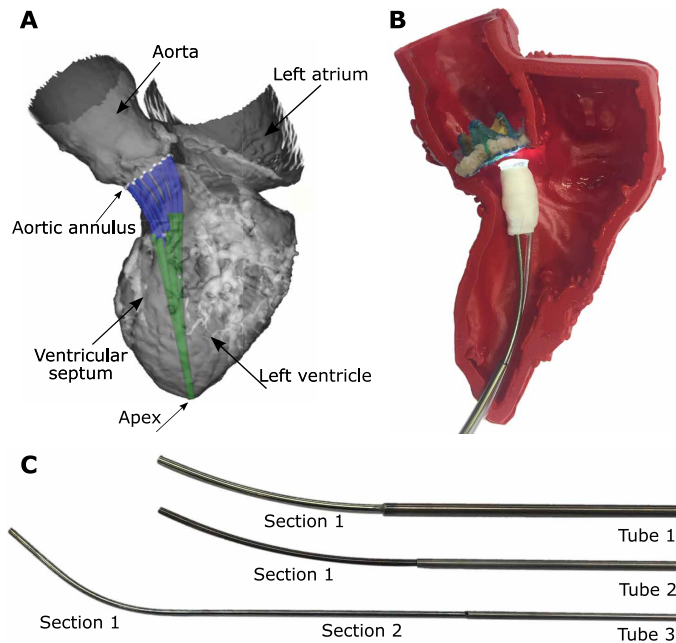 A
Aorta
Left atrium
Aortic annulus
Ventricular
septum
Left ventricle
Apex
B
C
Section 1
Tube 1
Section 1
Tube 2
Section 1
Section 2
Tube 3